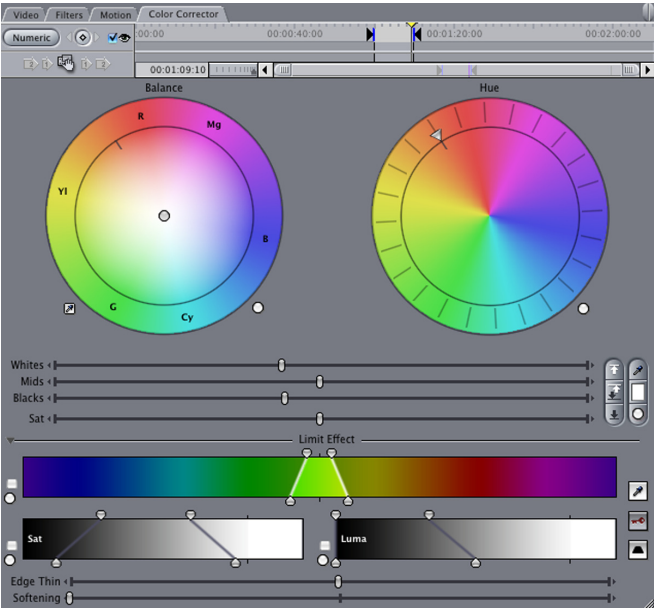 Video Filters Motion Color Corrector
Numeric :00:00 00:00:40:00 00:01:20:00 00:02:00:00
00:01:09:10
Balance Hue
R
Mg
Yl
B
G
Cy
Whites
Mids
Blacks
Sat
Limit Effect
Sat Luma
Edge Thin
Softening